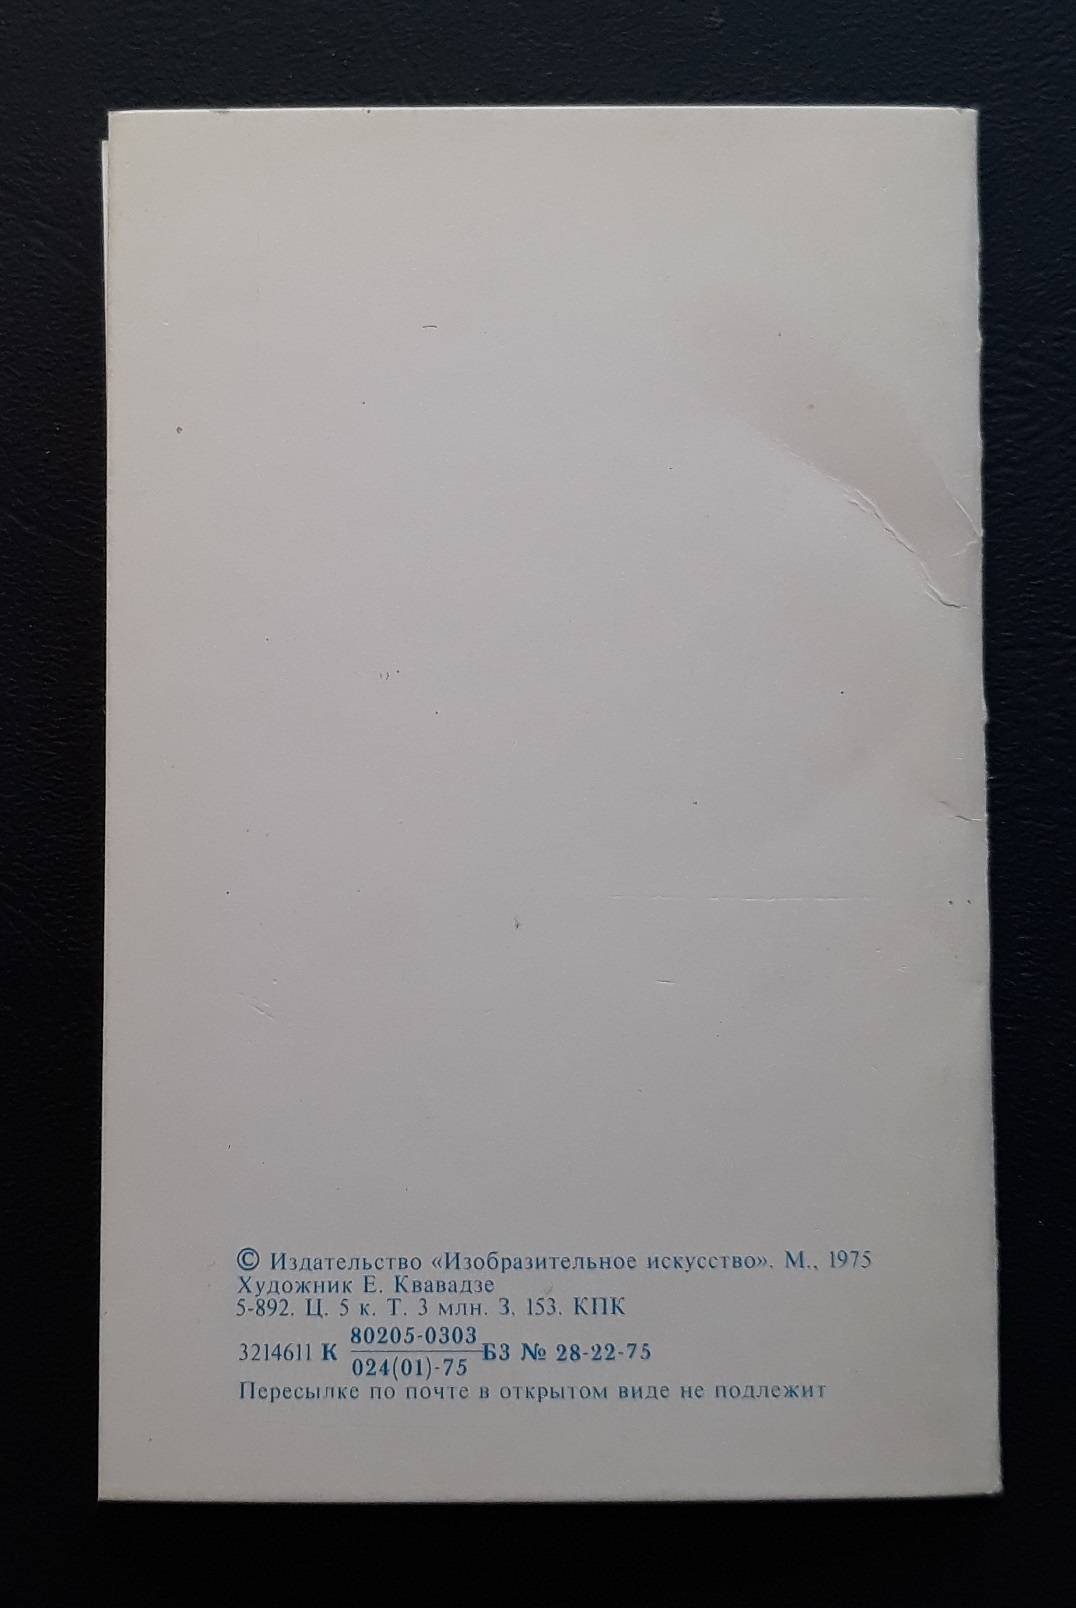 © Издательство «Изобразительное искусство». М., 1975
Художник Е. Квавадзе
5-892. Ц. 5 к. Т. 3 млн. З. 153. КПК
80205-0303
3214611 К БЗ № 28-22-75
024(01)-75
Пересылке по почте в открытом виде не подлежит